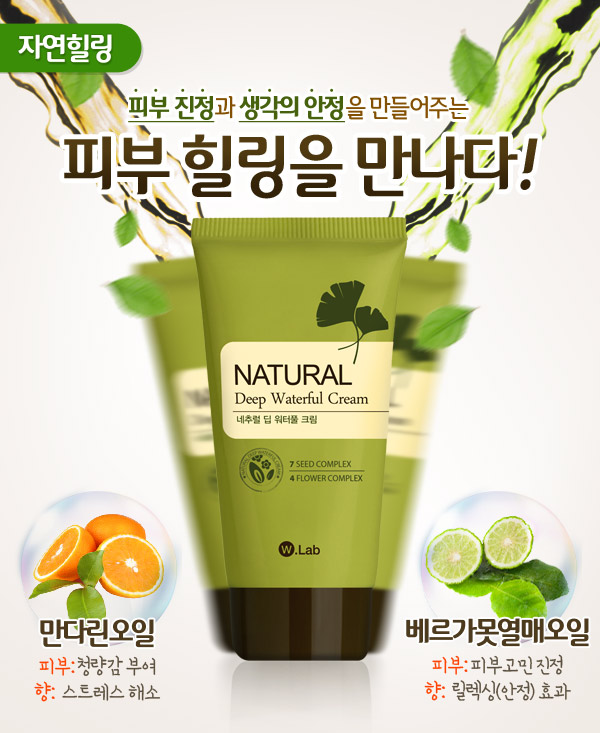 자연힐링
피부 진정과 생각의 안정을 만들어주는
피부 힐링을 만나다!
NATURAL
Deep Waterful Cream
네추럴 딥 워터풀 크림
7 SEED COMPLEX
4 FLOWER COMPLEX
W.Lab
만다린오일
피부:청량감 부여
향: 스트레스 해소
베르가못열매오일
피부:피부고민 진정
향: 릴렉싱(안정) 효과